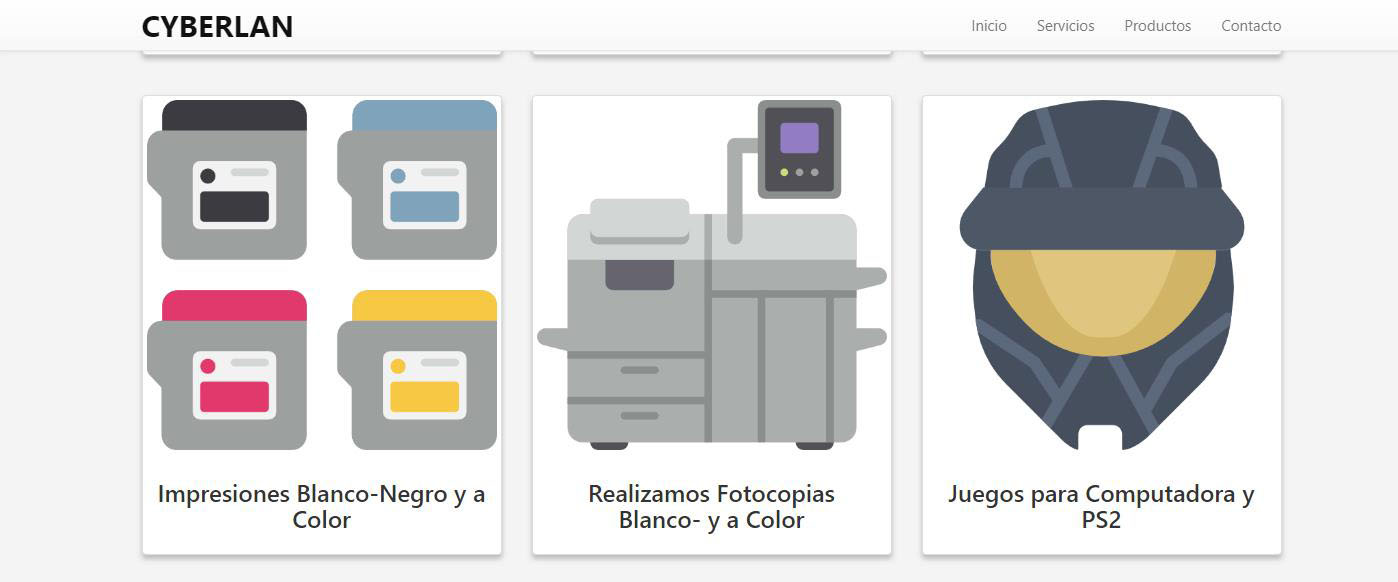 CYBERLAN
Inicio Servicios Productos Contacto
Impresiones Blanco-Negro y a
Color
Realizamos Fotocopias
Blanco- y a Color
Juegos para Computadora y
PS2